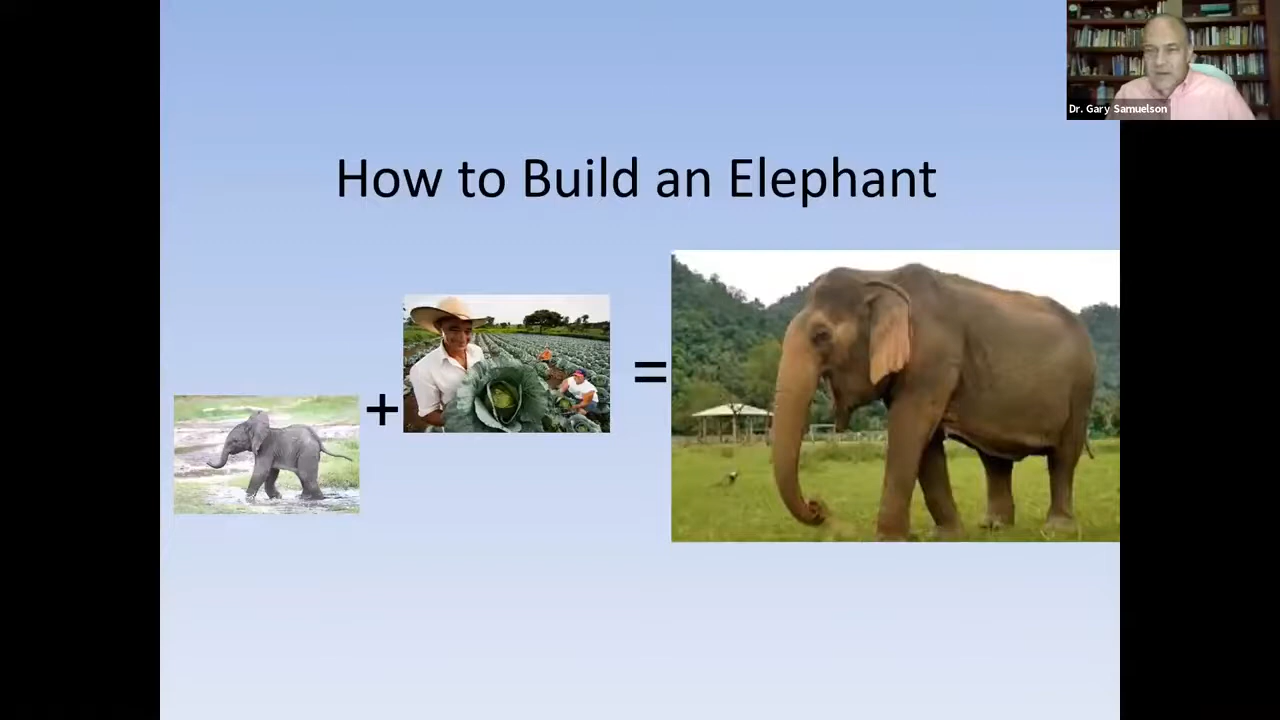 Dr. Gary Samuelson
How to Build an Elephant
+
=